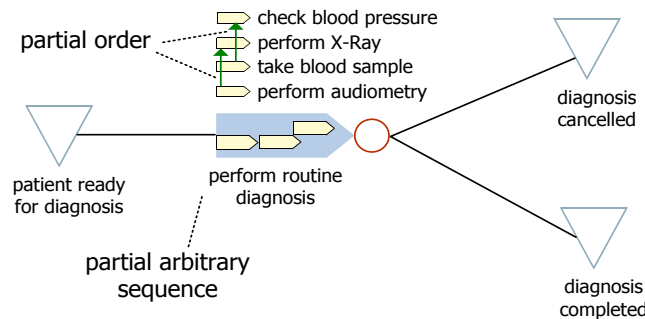 check blood pressure
partial order
perform X-Ray
take blood sample
perform audiometry
diagnosis
cancelled
patient ready
for diagnosis
perform routine
diagnosis
partial arbitrary
sequence
diagnosis
completed